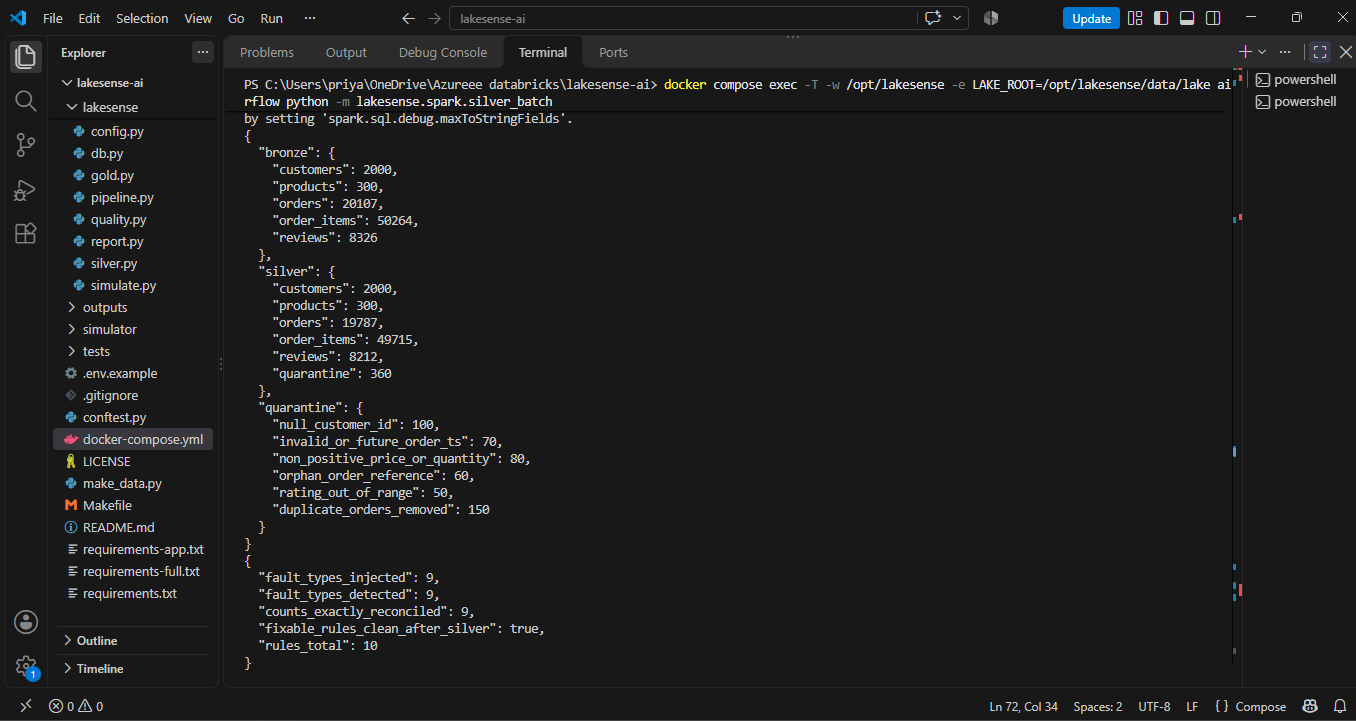 File Edit Selection View Go Run ··· lakesense-ai Update
Explorer ···
lakesense-ai
lakesense
config.py
db.py
gold.py
pipeline.py
quality.py
report.py
silver.py
simulate.py
outputs
simulator
tests
.env.example
.gitignore
conftest.py
docker-compose.yml
LICENSE
make_data.py
Makefile
README.md
requirements-app.txt
requirements-full.txt
requirements.txt
Outline
Timeline
Problems Output Debug Console Terminal Ports
PS C:\Users\priya\OneDrive\Azureee databricks\lakesense-ai> docker compose exec -T -w /opt/lakesense -e LAKE_ROOT=/opt/lakesense/data/lake ai
rflow python -m lakesense.spark.silver_batch
by setting 'spark.sql.debug.maxToStringFields'.
{
  "bronze": {
    "customers": 2000,
    "products": 300,
    "orders": 20107,
    "order_items": 50264,
    "reviews": 8326
  },
  "silver": {
    "customers": 2000,
    "products": 300,
    "orders": 19787,
    "order_items": 49715,
    "reviews": 8212,
    "quarantine": 360
  },
  "quarantine": {
    "null_customer_id": 100,
    "invalid_or_future_order_ts": 70,
    "non_positive_price_or_quantity": 80,
    "orphan_order_reference": 60,
    "rating_out_of_range": 50,
    "duplicate_orders_removed": 150
  }
}
{
  "fault_types_injected": 9,
  "fault_types_detected": 9,
  "counts_exactly_reconciled": 9,
  "fixable_rules_clean_after_silver": true,
  "rules_total": 10
}
powershell
powershell
1
0 0 Ln 72, Col 34 Spaces: 2 UTF-8 LF { } Compose